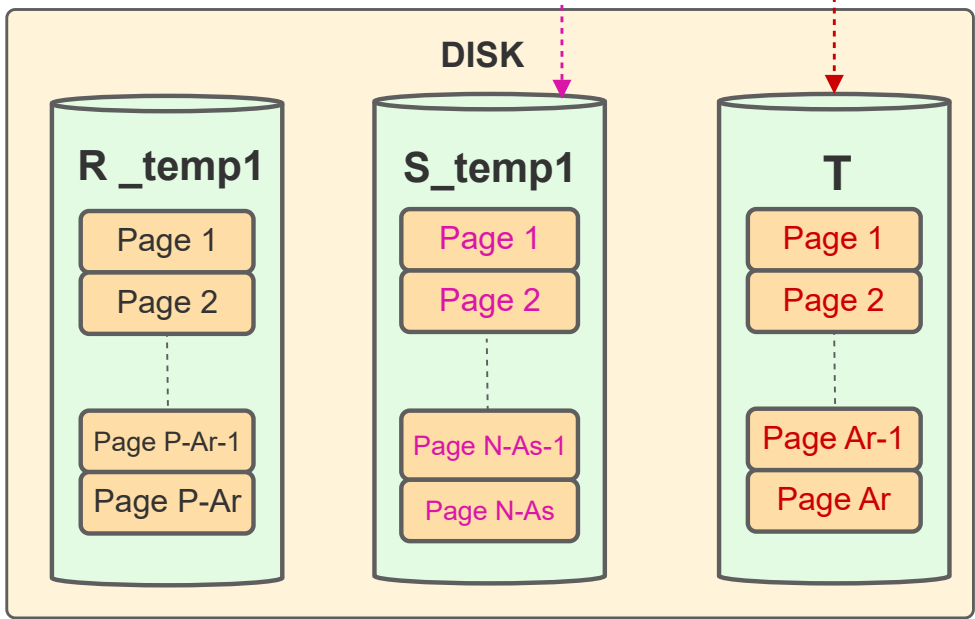 DISK
R _temp1
Page 1
Page 2
Page P-Ar-1
Page P-Ar
S_temp1
Page 1
Page 2
Page N-As-1
Page N-As
T
Page 1
Page 2
Page Ar-1
Page Ar